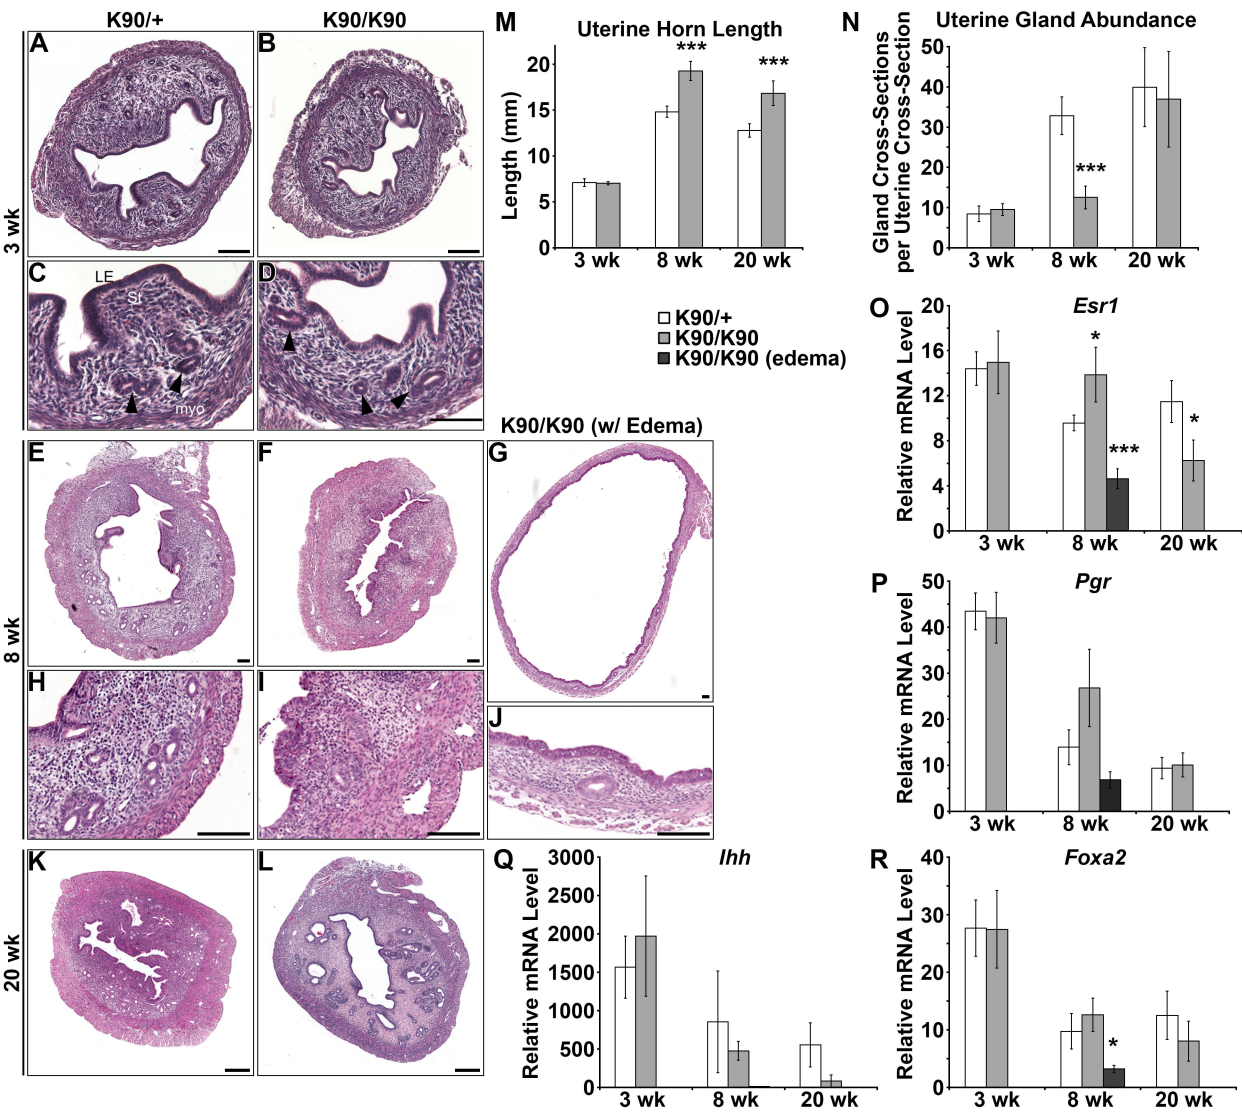 K90/+
K90/K90
A
B
3 wk
C
LE
St
myo
D
K90/K90 (w/ Edema)
E
F
G
8 wk
H
I
J
20 wk
K
L
M
Uterine Horn Length
Length (mm)
20
15
10
5
0
***
***
3 wk
8 wk
20 wk
N
Uterine Gland Abundance
Gland Cross-Sections
per Uterine Cross-Section
50
40
30
20
10
0
***
3 wk
8 wk
20 wk
K90/+
K90/K90
K90/K90 (edema)
O
Esr1
Relative mRNA Level
20
16
12
8
4
0
*
***
*
3 wk
8 wk
20 wk
P
Pgr
Relative mRNA Level
50
40
30
20
10
0
3 wk
8 wk
20 wk
Q
Ihh
Relative mRNA Level
3000
2500
2000
1500
1000
500
0
3 wk
8 wk
20 wk
R
Foxa2
Relative mRNA Level
40
30
20
10
0
*
3 wk
8 wk
20 wk